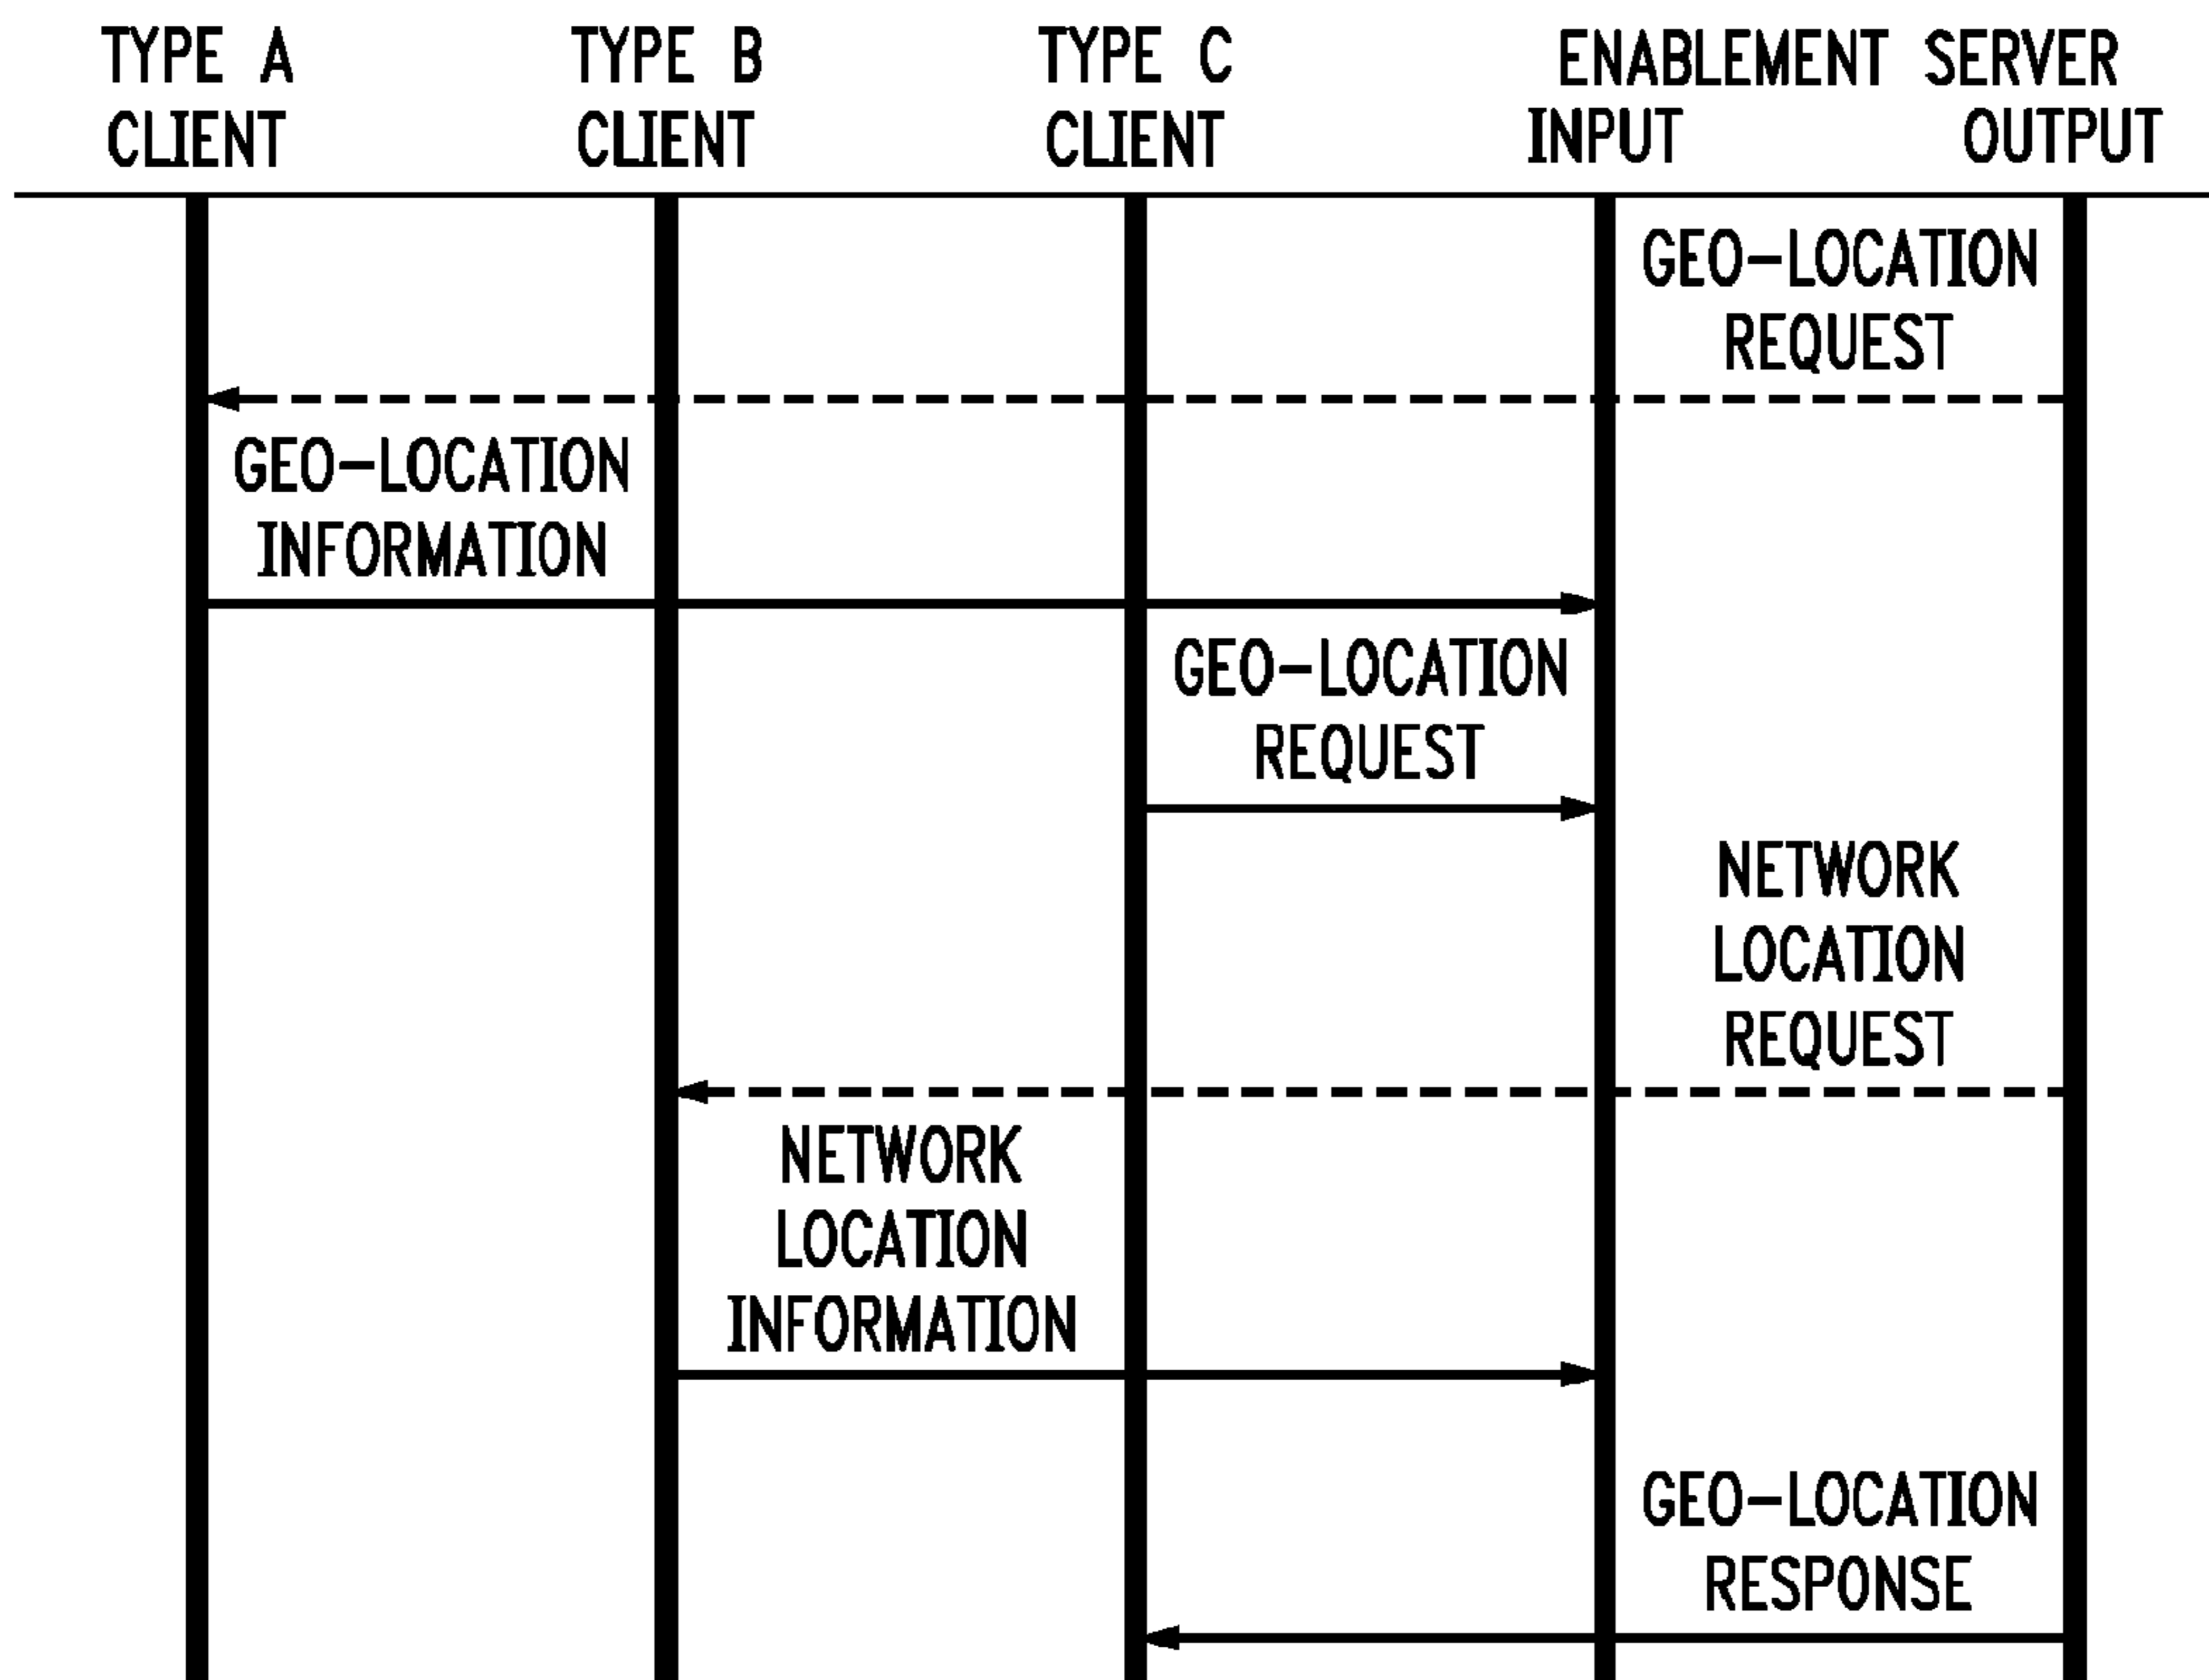 TYPE A
CLIENT
TYPE B
CLIENT
TYPE C
CLIENT
ENABLEMENT SERVER
INPUT OUTPUT
GEO-LOCATION
REQUEST
GEO-LOCATION
INFORMATION
GEO-LOCATION
REQUEST
NETWORK
LOCATION
REQUEST
NETWORK
LOCATION
INFORMATION
GEO-LOCATION
RESPONSE